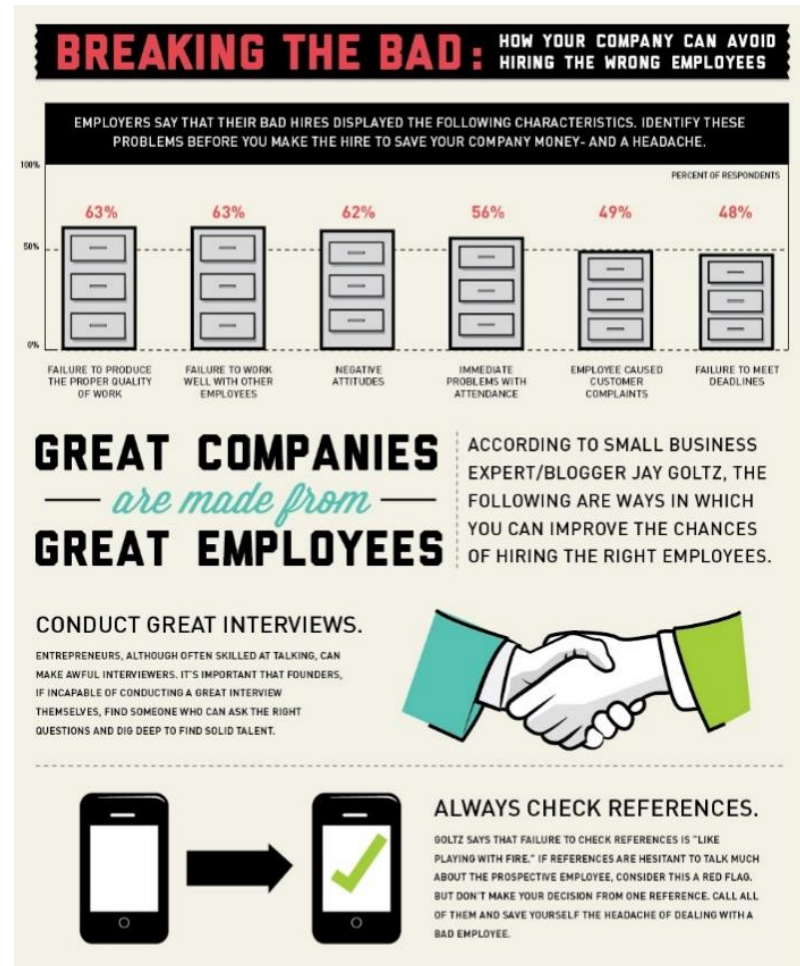 BREAKING THE BAD:
HOW YOUR COMPANY CAN AVOID
HIRING THE WRONG EMPLOYEES
EMPLOYERS SAY THAT THEIR BAD HIRES DISPLAYED THE FOLLOWING CHARACTERISTICS. IDENTIFY THESE
PROBLEMS BEFORE YOU MAKE THE HIRE TO SAVE YOUR COMPANY MONEY- AND A HEADACHE.
100%
PERCENT OF RESPONDENTS
63%
63%
62%
56%
49%
48%
50%
0%
FAILURE TO PRODUCE
THE PROPER QUALITY
OF WORK
FAILURE TO WORK
WELL WITH OTHER
EMPLOYEES
NEGATIVE
ATTITUDES
IMMEDIATE
PROBLEMS WITH
ATTENDANCE
EMPLOYEE CAUSED
CUSTOMER
COMPLAINTS
FAILURE TO MEET
DEADLINES
GREAT COMPANIES
are made from
GREAT EMPLOYEES
ACCORDING TO SMALL BUSINESS
EXPERT/BLOGGER JAY GOLTZ, THE
FOLLOWING ARE WAYS IN WHICH
YOU CAN IMPROVE THE CHANCES
OF HIRING THE RIGHT EMPLOYEES.
CONDUCT GREAT INTERVIEWS.
ENTREPRENEURS, ALTHOUGH OFTEN SKILLED AT TALKING, CAN
MAKE AWFUL INTERVIEWERS. IT'S IMPORTANT THAT FOUNDERS,
IF INCAPABLE OF CONDUCTING A GREAT INTERVIEW
THEMSELVES, FIND SOMEONE WHO CAN ASK THE RIGHT
QUESTIONS AND DIG DEEP TO FIND SOLID TALENT.
ALWAYS CHECK REFERENCES.
GOLTZ SAYS THAT FAILURE TO CHECK REFERENCES IS "LIKE
PLAYING WITH FIRE." IF REFERENCES ARE HESITANT TO TALK MUCH
ABOUT THE PROSPECTIVE EMPLOYEE, CONSIDER THIS A RED FLAG.
BUT DON'T MAKE YOUR DECISION FROM ONE REFERENCE. CALL ALL
OF THEM AND SAVE YOURSELF THE HEADACHE OF DEALING WITH A
BAD EMPLOYEE.